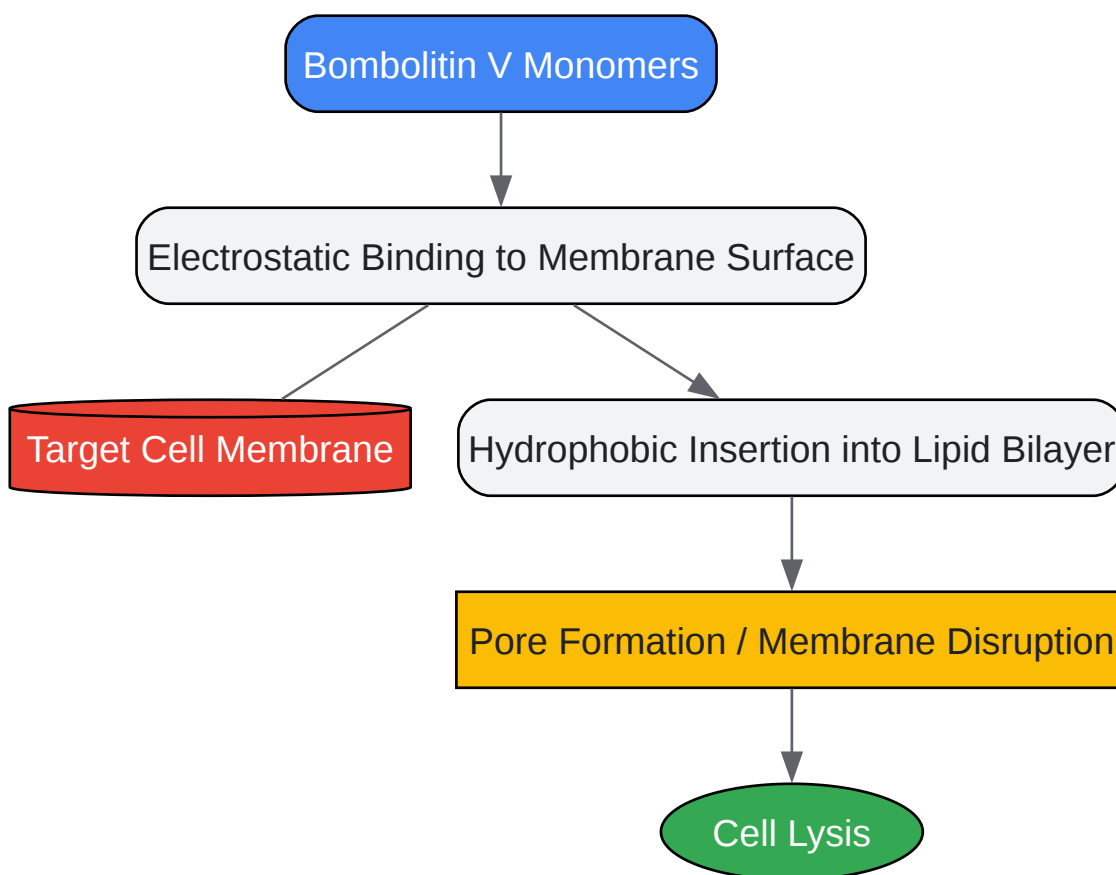 Bombolitin V Monomers
Electrostatic Binding to Membrane Surface
Target Cell Membrane
Hydrophobic Insertion into Lipid Bilayer
Pore Formation / Membrane Disruption
Cell Lysis